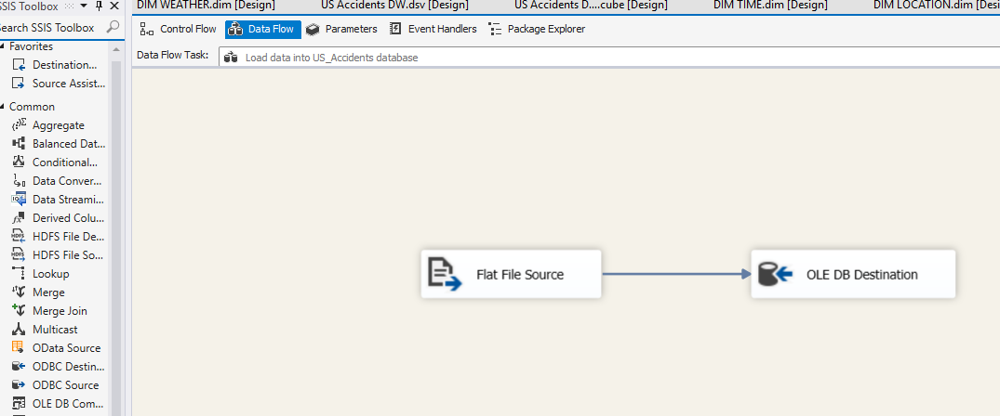 SSIS Toolbox
DIM WEATHER.dim [Design]
US Accidents DW.dsv [Design]
US Accidents D....cube [Design]
DIM TIME.dim [Design]
DIM LOCATION.dim [Desi
Search SSIS Toolbox
Control Flow
Data Flow
Parameters
Event Handlers
Package Explorer
Favorites
Destination...
Source Assist...
Data Flow Task:
Load data into US_Accidents database
Common
Aggregate
Balanced Dat...
Conditional...
Data Conver...
Data Streami...
Derived Colu...
HDFS File De...
HDFS File So...
Lookup
Merge
Merge Join
Multicast
OData Source
ODBC Destin...
ODBC Source
OLE DB Com...
Flat File Source
OLE DB Destination